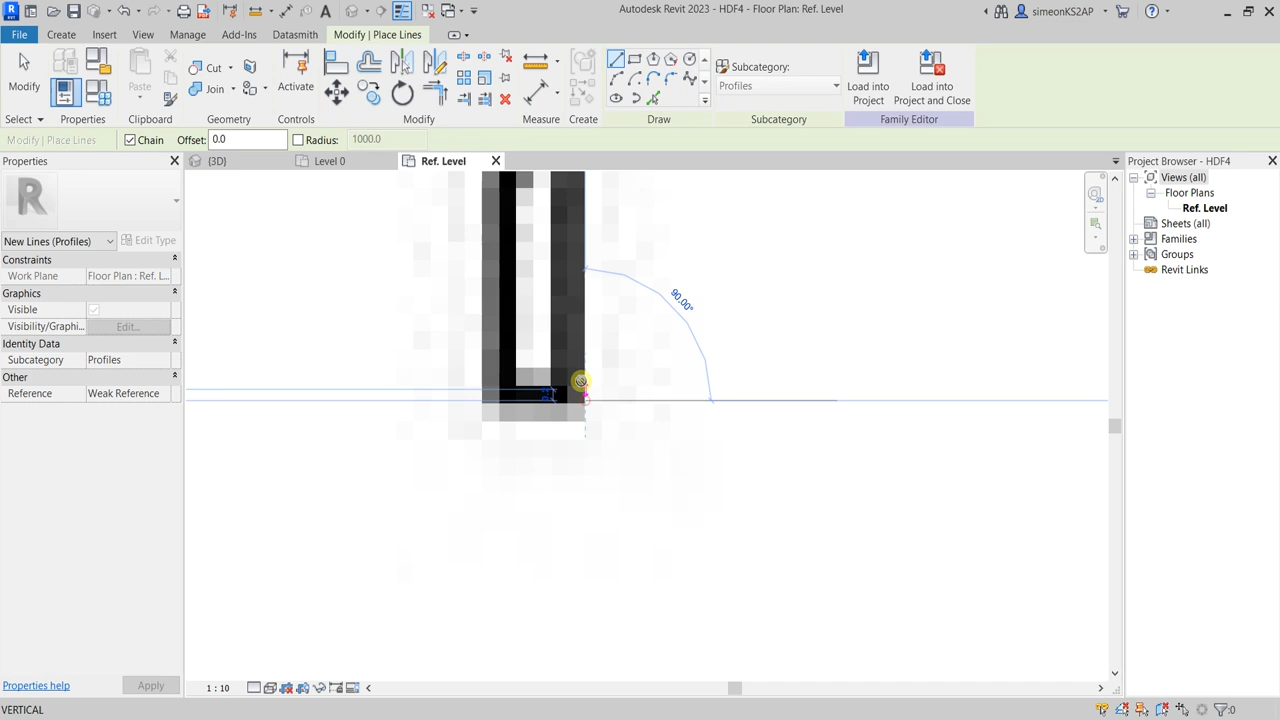 Autodesk Revit 2023 - HDF4 - Floor Plan: Ref. Level
simeonKS2AP
File Create Insert View Manage Add-Ins Datasmith Modify | Place Lines
Modify
Paste
Cut
Join
Activate
Load into Project
Load into Project and Close
Subcategory:
Profiles
Select Properties Clipboard Geometry Controls Modify Measure Create Draw Subcategory Family Editor
Modify | Place Lines Chain Offset: 0.0 Radius: 1000.0
Properties
{3D} Level 0 Ref. Level
Project Browser - HDF4
New Lines (Profiles) Edit Type
Constraints
Work Plane Floor Plan : Ref. L...
Graphics
Visible
Visibility/Graphi... Edit...
Identity Data
Subcategory Profiles
Other
Reference Weak Reference
90.00°
Views (all)
Floor Plans
Ref. Level
Sheets (all)
Families
Groups
Revit Links
Properties help Apply
1 : 10
VERTICAL
:0